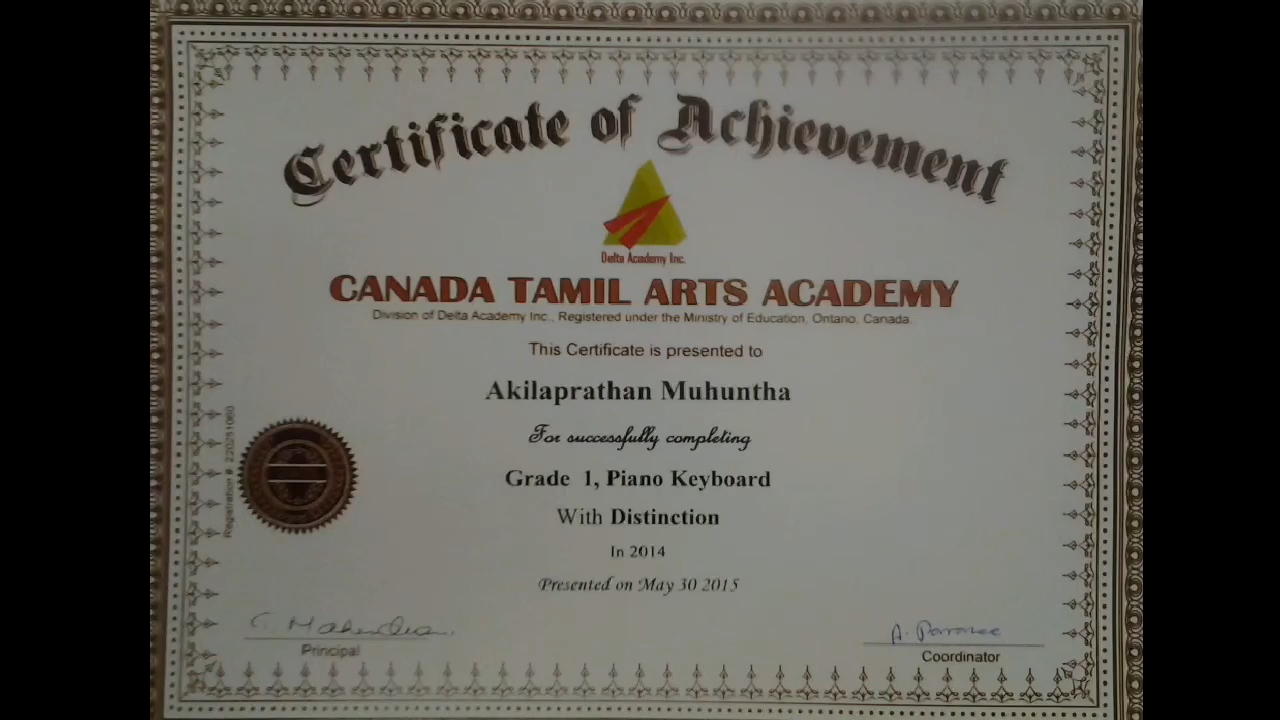 Certificate of Achievement
Delta Academy Inc.
CANADA TAMIL ARTS ACADEMY
Division of Delta Academy Inc., Registered under the Ministry of Education, Ontario, Canada.
This Certificate is presented to
Akilaprathan Muhuntha
For successfully completing
Grade 1, Piano Keyboard
With Distinction
In 2014
Presented on May 30 2015
Registration #
Principal
Coordinator